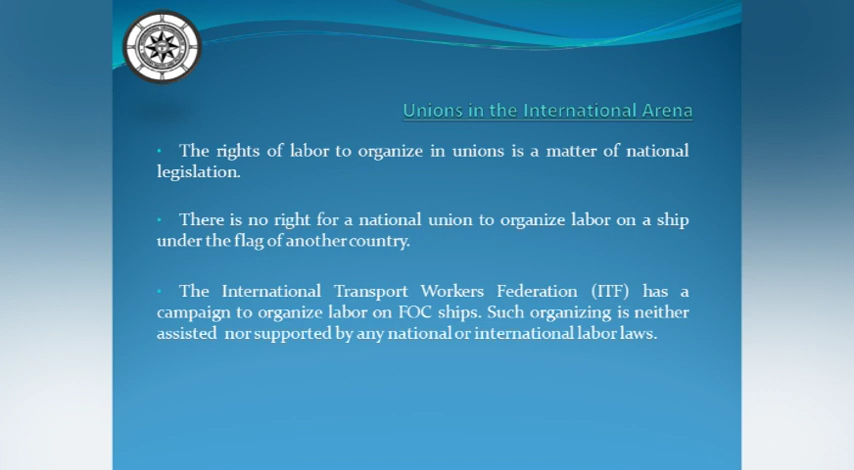 Unions in the International Arena
• The rights of labor to organize in unions is a matter of national
legislation.
• There is no right for a national union to organize labor on a ship
under the flag of another country.
• The International Transport Workers Federation (ITF) has a
campaign to organize labor on FOC ships. Such organizing is neither
assisted nor supported by any national or international labor laws.